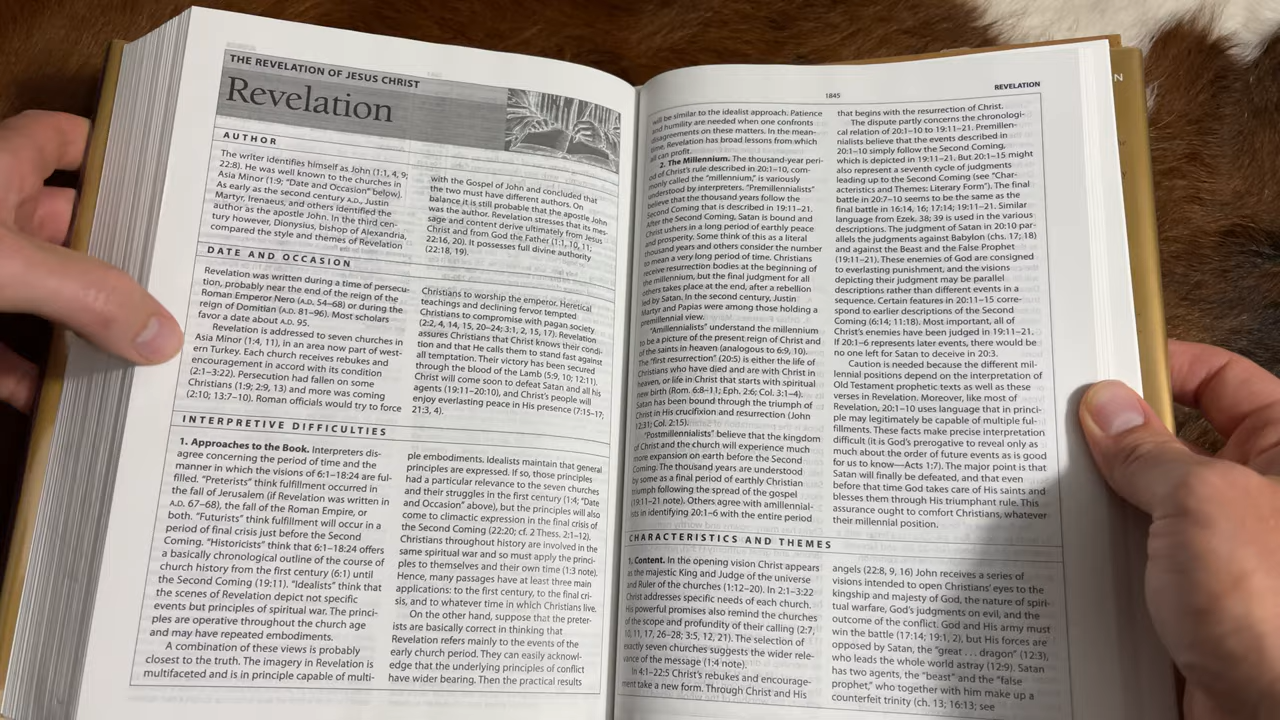 THE REVELATION OF JESUS CHRIST
Revelation
AUTHOR
The writer identifies himself as John (1:1, 4, 9;
22:8). He was well known to the churches in
Asia Minor (1:9; "Date and Occasion" below).
As early as the second century A.D., Justin
Martyr, Irenaeus, and others identified the
author as the apostle John. In the third cen-
tury however, Dionysius, bishop of Alexandria,
compared the style and themes of Revelation
with the Gospel of John and concluded that
the two must have different authors. On
balance it is still probable that the apostle John
was the author. Revelation stresses that its mes-
sage and content derive ultimately from Jesus
Christ and from God the Father (1:1, 10, 11;
22:16, 20). It possesses full divine authority
(22:18, 19).
DATE AND OCCASION
Revelation was written during a time of persecu-
tion, probably near the end of the reign of the
Roman Emperor Nero (A.D. 54–68) or during the
reign of Domitian (A.D. 81–96). Most scholars
favor a date about A.D. 95.
Revelation is addressed to seven churches in
Asia Minor (1:4, 11), in an area now part of west-
ern Turkey. Each church receives rebukes and
encouragement in accord with its condition
(2:1–3:22). Persecution had fallen on some
Christians (1:9; 2:9, 13) and more was coming
(2:10; 13:7–10). Roman officials would try to force
Christians to worship the emperor. Heretical
teachings and declining fervor tempted
Christians to compromise with pagan society
(2:2, 4, 14, 15, 20–24; 3:1, 2, 15, 17). Revelation
assures Christians that Christ knows their condi-
tion and that He calls them to stand fast against
all temptation. Their victory has been secured
through the blood of the Lamb (5:9, 10; 12:11).
Christ will come soon to defeat Satan and all his
agents (19:11–20:10), and Christ's people will
enjoy everlasting peace in His presence (7:15–17;
21:3, 4).
INTERPRETIVE DIFFICULTIES
1. Approaches to the Book. Interpreters dis-
agree concerning the period of time and the
manner in which the visions of 6:1–18:24 are ful-
filled. "Preterists" think fulfillment occurred in
the fall of Jerusalem (if Revelation was written in
A.D. 67–68), the fall of the Roman Empire, or
both. "Futurists" think fulfillment will occur in a
period of final crisis just before the Second
Coming. "Historicists" think that 6:1–18:24 offers
a basically chronological outline of the course of
church history from the first century (6:1) until
the Second Coming (19:11). "Idealists" think that
the scenes of Revelation depict not specific
events but principles of spiritual war. The princi-
ples are operative throughout the church age
and may have repeated embodiments.
A combination of these views is probably
closest to the truth. The imagery in Revelation is
multifaceted and is in principle capable of multi-
ple embodiments. Idealists maintain that general
principles are expressed. If so, those principles
had a particular relevance to the seven churches
and their struggles in the first century (1:4; "Date
and Occasion" above), but the principles will also
come to climactic expression in the final crisis of
the Second Coming (22:20; cf. 2 Thess. 2:1–12).
Christians throughout history are involved in the
same spiritual war and so must apply the princi-
ples to themselves and their own time (1:3 note).
Hence, many passages have at least three main
applications: to the first century, to the final cri-
sis, and to whatever time in which Christians live.
On the other hand, suppose that the preter-
ists are basically correct in thinking that
Revelation refers mainly to the events of the
early church period. They can easily acknowl-
edge that the underlying principles of conflict
have wider bearing. Then the practical results
1845
REVELATION
will be similar to the idealist approach. Patience
and humility are needed when one confronts
disagreements on these matters. In the mean-
time, Revelation has broad lessons from which
all can profit.
2. The Millennium. The thousand-year peri-
od of Christ's rule described in 20:1–10, com-
monly called the "millennium," is variously
understood by interpreters. "Premillennialists"
believe that the thousand years follow the
Second Coming that is described in 19:11–21.
After the Second Coming, Satan is bound and
Christ ushers in a long period of earthly peace
and prosperity. Some think of this as a literal
thousand years and others consider the number
to mean a very long period of time. Christians
receive resurrection bodies at the beginning of
the millennium, but the final judgment for all
others takes place at the end, after a rebellion
led by Satan. In the second century, Justin
Martyr and Papias were among those holding a
premillennial view.
"Amillennialists" understand the millennium
to be a picture of the present reign of Christ and
of the saints in heaven (analogous to 6:9, 10).
The "first resurrection" (20:5) is either the life of
Christians who have died and are with Christ in
heaven, or life in Christ that starts with spiritual
new birth (Rom. 6:8–11; Eph. 2:6; Col. 3:1–4).
Satan has been bound through the triumph of
Christ in His crucifixion and resurrection (John
12:31; Col. 2:15).
"Postmillennialists" believe that the kingdom
of Christ and the church will experience much
more expansion on earth before the Second
Coming. The thousand years are understood
by some as a final period of earthly Christian
triumph following the spread of the gospel
(19:11–21 note). Others agree with amillennial-
ists in identifying 20:1–6 with the entire period
that begins with the resurrection of Christ.
The dispute partly concerns the chronologi-
cal relation of 20:1–10 to 19:11–21. Premillen-
nialists believe that the events described in
20:1–10 simply follow the Second Coming,
which is depicted in 19:11–21. But 20:1–15 might
also represent a seventh cycle of judgments
leading up to the Second Coming (see "Char-
acteristics and Themes: Literary Form"). The final
battle in 20:7–10 seems to be the same as the
final battle in 16:14, 16; 17:14; 19:11–21. Similar
language from Ezek. 38; 39 is used in the various
descriptions. The judgment of Satan in 20:10 par-
allels the judgments against Babylon (chs. 17; 18)
and against the Beast and the False Prophet
(19:11–21). These enemies of God are consigned
to everlasting punishment, and the visions
depicting their judgment may be parallel
descriptions rather than different events in a
sequence. Certain features in 20:11–15 corre-
spond to earlier descriptions of the Second
Coming (6:14; 11:18). Most important, all of
Christ's enemies have been judged in 19:11–21.
If 20:1–6 represents later events, there would be
no one left for Satan to deceive in 20:3.
Caution is needed because the different mil-
lennial positions depend on the interpretation of
Old Testament prophetic texts as well as these
verses in Revelation. Moreover, like most of
Revelation, 20:1–10 uses language that in princi-
ple may legitimately be capable of multiple ful-
fillments. These facts make precise interpretation
difficult (it is God's prerogative to reveal only as
much about the order of future events as is good
for us to know—Acts 1:7). The major point is that
Satan will finally be defeated, and that even
before that time God takes care of His saints and
blesses them through His triumphant rule. This
assurance ought to comfort Christians, whatever
their millennial position.
CHARACTERISTICS AND THEMES
1. Content. In the opening vision Christ appears
as the majestic King and Judge of the universe
and Ruler of the churches (1:12–20). In 2:1–3:22
Christ addresses specific needs of each church.
His powerful promises also remind the churches
of the scope and profundity of their calling (2:7,
10, 11, 17, 26–28; 3:5, 12, 21). The selection of
exactly seven churches suggests the wider rele-
vance of the message (1:4 note).
In 4:1–22:5 Christ's rebukes and encourage-
ment take a new form. Through Christ and His
angels (22:8, 9, 16) John receives a series of
visions intended to open Christians' eyes to the
kingship and majesty of God, the nature of spiri-
tual warfare, God's judgments on evil, and the
outcome of the conflict. God and His army must
win the battle (17:14; 19:1, 2), but His forces are
opposed by Satan, the "great . . . dragon" (12:3),
who leads the whole world astray (12:9). Satan
has two agents, the "beast" and the "false
prophet," who together with him make up a
counterfeit trinity (ch. 13; 16:13; see
N